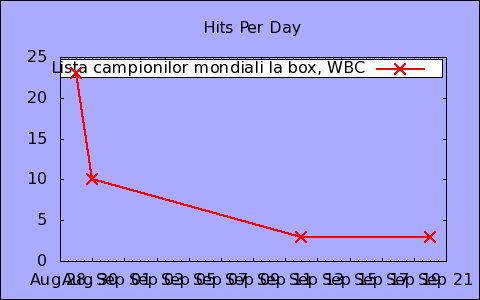 Hits Per Day
Lista campionilor mondiali la box, WBC
25
20
15
10
5
0
Aug 28 Aug 30 Sep 01 Sep 03 Sep 05 Sep 07 Sep 09 Sep 11 Sep 13 Sep 15 Sep 17 Sep 19 Sep 21